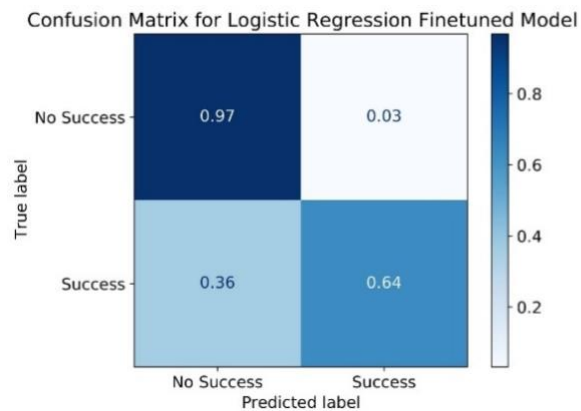 Confusion Matrix for Logistic Regression Finetuned Model
No Success
0.97
0.03
Success
0.36
0.64
No Success
Success
Predicted label
True label
0.8
0.6
0.4
0.2